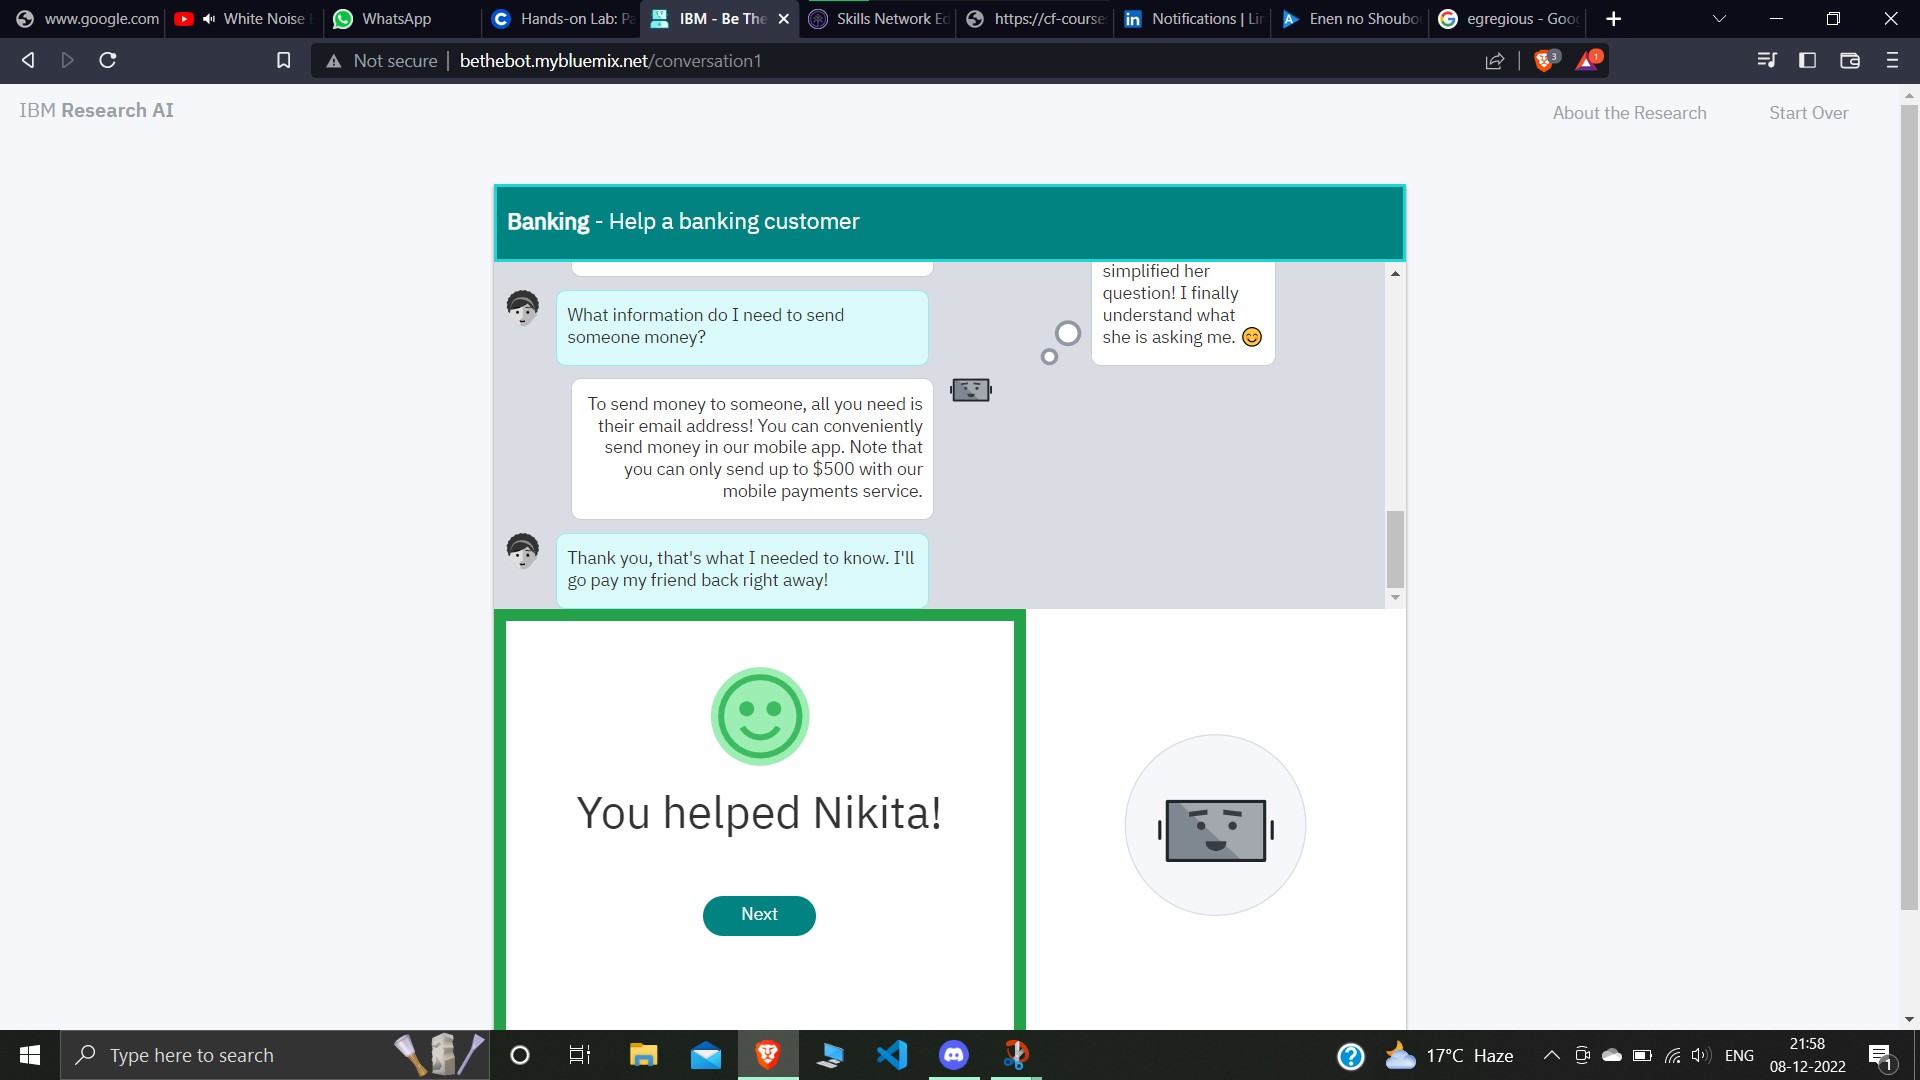 www.google.com
White Noise
WhatsApp
Hands-on Lab: Pa
IBM - Be The
Skills Network Ed
https://cf-course
Notifications | Lin
Enen no Shoubo
egregious - Goo
Not secure
bethebot.mybluemix.net/conversation1
3
1
IBM Research AI
About the Research
Start Over
Banking - Help a banking customer
simplified her
question! I finally
understand what
she is asking me. 😊
What information do I need to send
someone money?
To send money to someone, all you need is
their email address! You can conveniently
send money in our mobile app. Note that
you can only send up to $500 with our
mobile payments service.
Thank you, that's what I needed to know. I'll
go pay my friend back right away!
You helped Nikita!
Next
Type here to search
17°C Haze
ENG
21:58
08-12-2022
1